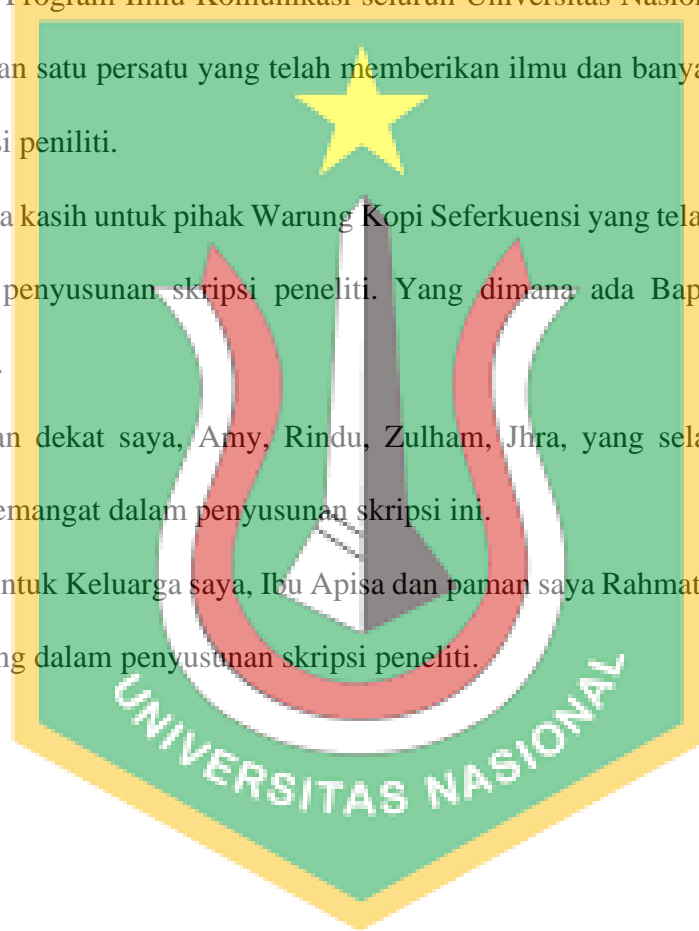 Program Ilmu Komunikasi seluruh Universitas Nasion
an satu persatu yang telah memberikan ilmu dan banya
si peniliti.
a kasih untuk pihak Warung Kopi Seferkuensi yang tela
penyusunan skripsi peneliti. Yang dimana ada Bap
an dekat saya, Amy, Rindu, Zulham, Jhra, yang sela
emangat dalam penyusunan skripsi ini.
ntuk Keluarga saya, Ibu Apisa dan paman saya Rahmat
ng dalam penyusunan skripsi peneliti.
UNIVERSITAS NASIONAL